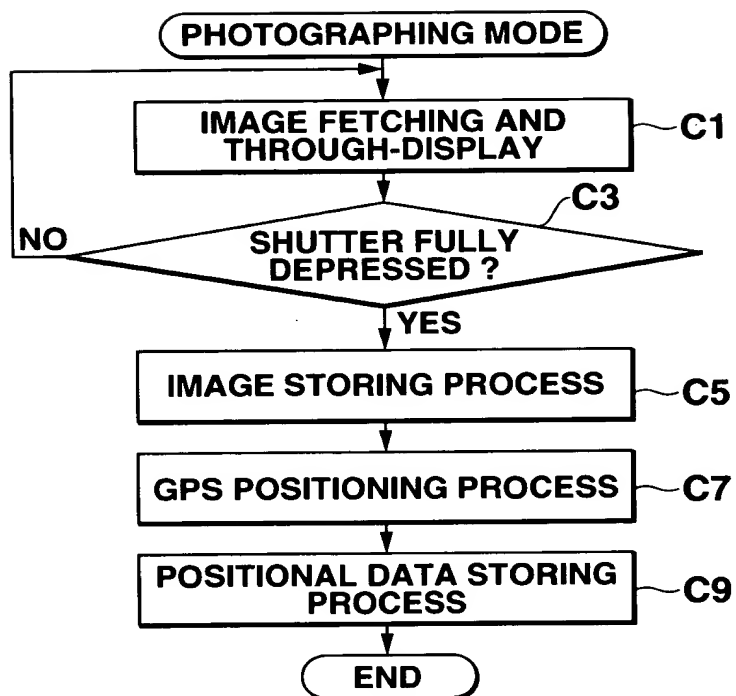 PHOTOGRAPHING MODE
IMAGE FETCHING AND
THROUGH-DISPLAY
C1
C3
NO
SHUTTER FULLY
DEPRESSED ?
YES
IMAGE STORING PROCESS
C5
GPS POSITIONING PROCESS
C7
POSITIONAL DATA STORING
PROCESS
C9
END